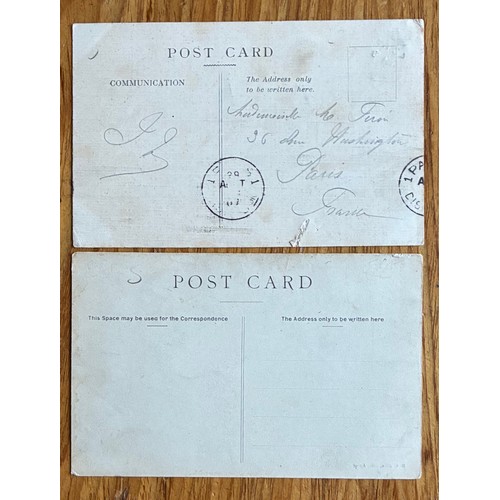 POST CARD
COMMUNICATION
The Address only
to be written here.
Mademoiselle M.
36 Washington
Paris
France
POST CARD
This Space may be used for the Correspondence
The Address only to be written here